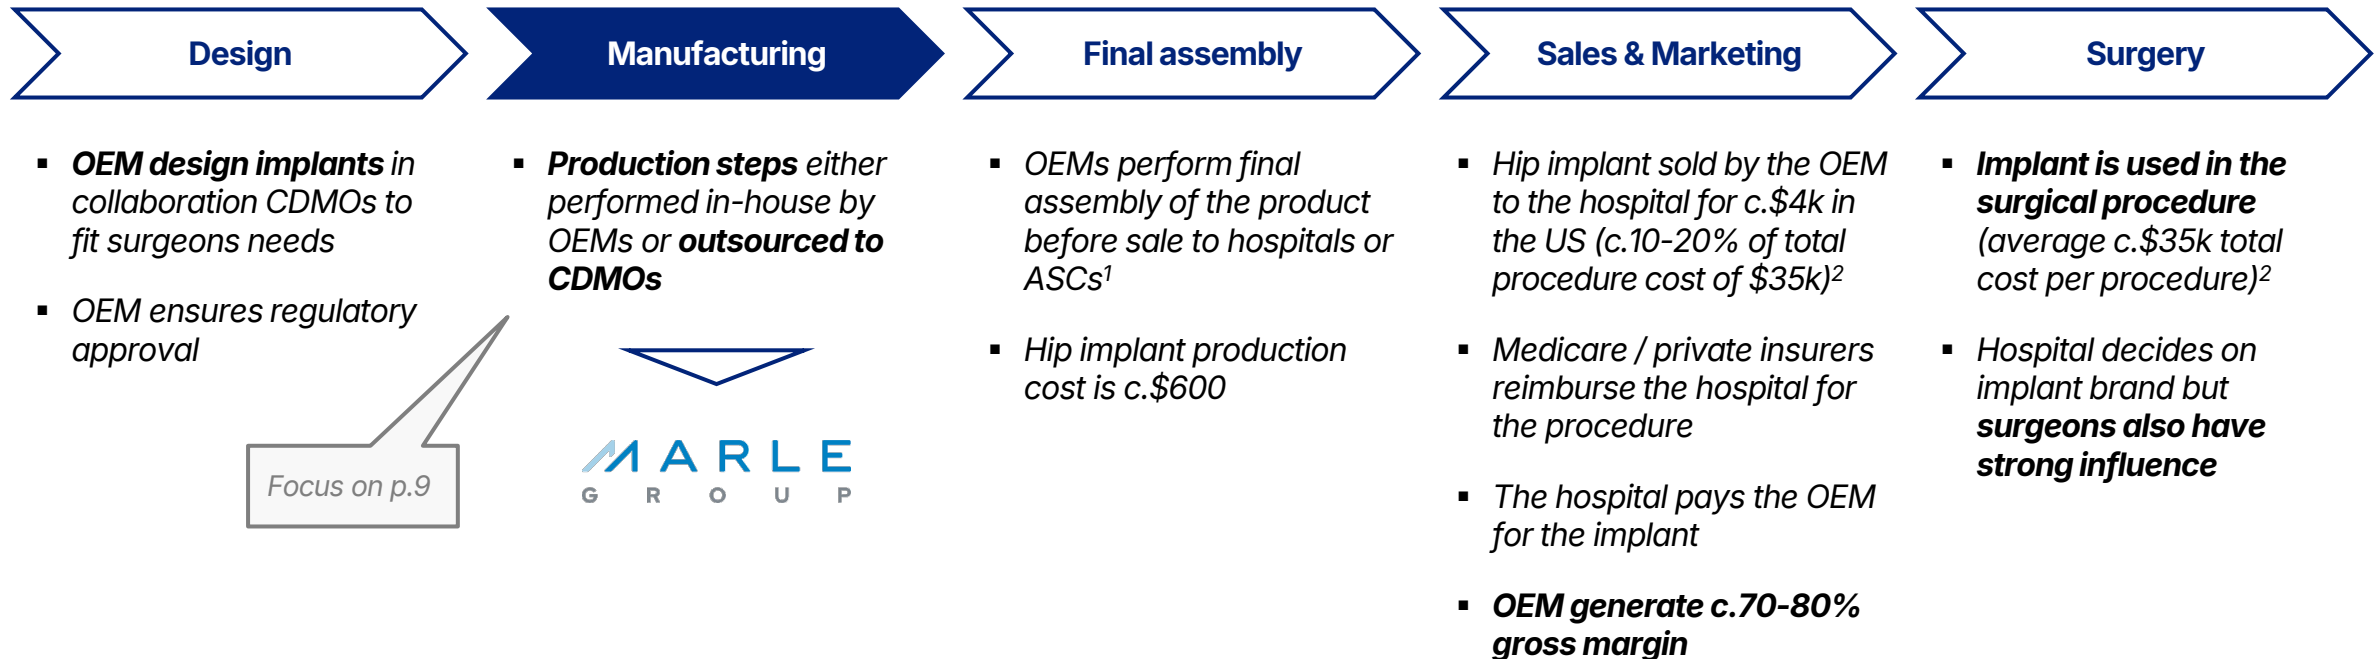 Design
Manufacturing
Final assembly
Sales & Marketing
Surgery
▪ OEM design implants in
collaboration CDMOs to
fit surgeons needs
▪ OEM ensures regulatory
approval
Focus on p.9
▪ Production steps either
performed in-house by
OEMs or outsourced to
CDMOs
MARLE
GROUP
▪ OEMs perform final
assembly of the product
before sale to hospitals or
ASCs¹
▪ Hip implant production
cost is c.$600
▪ Hip implant sold by the OEM
to the hospital for c.$4k in
the US (c.10-20% of total
procedure cost of $35k)²
▪ Medicare / private insurers
reimburse the hospital for
the procedure
▪ The hospital pays the OEM
for the implant
▪ OEM generate c.70-80%
gross margin
▪ Implant is used in the
surgical procedure
(average c.$35k total
cost per procedure)²
▪ Hospital decides on
implant brand but
surgeons also have
strong influence